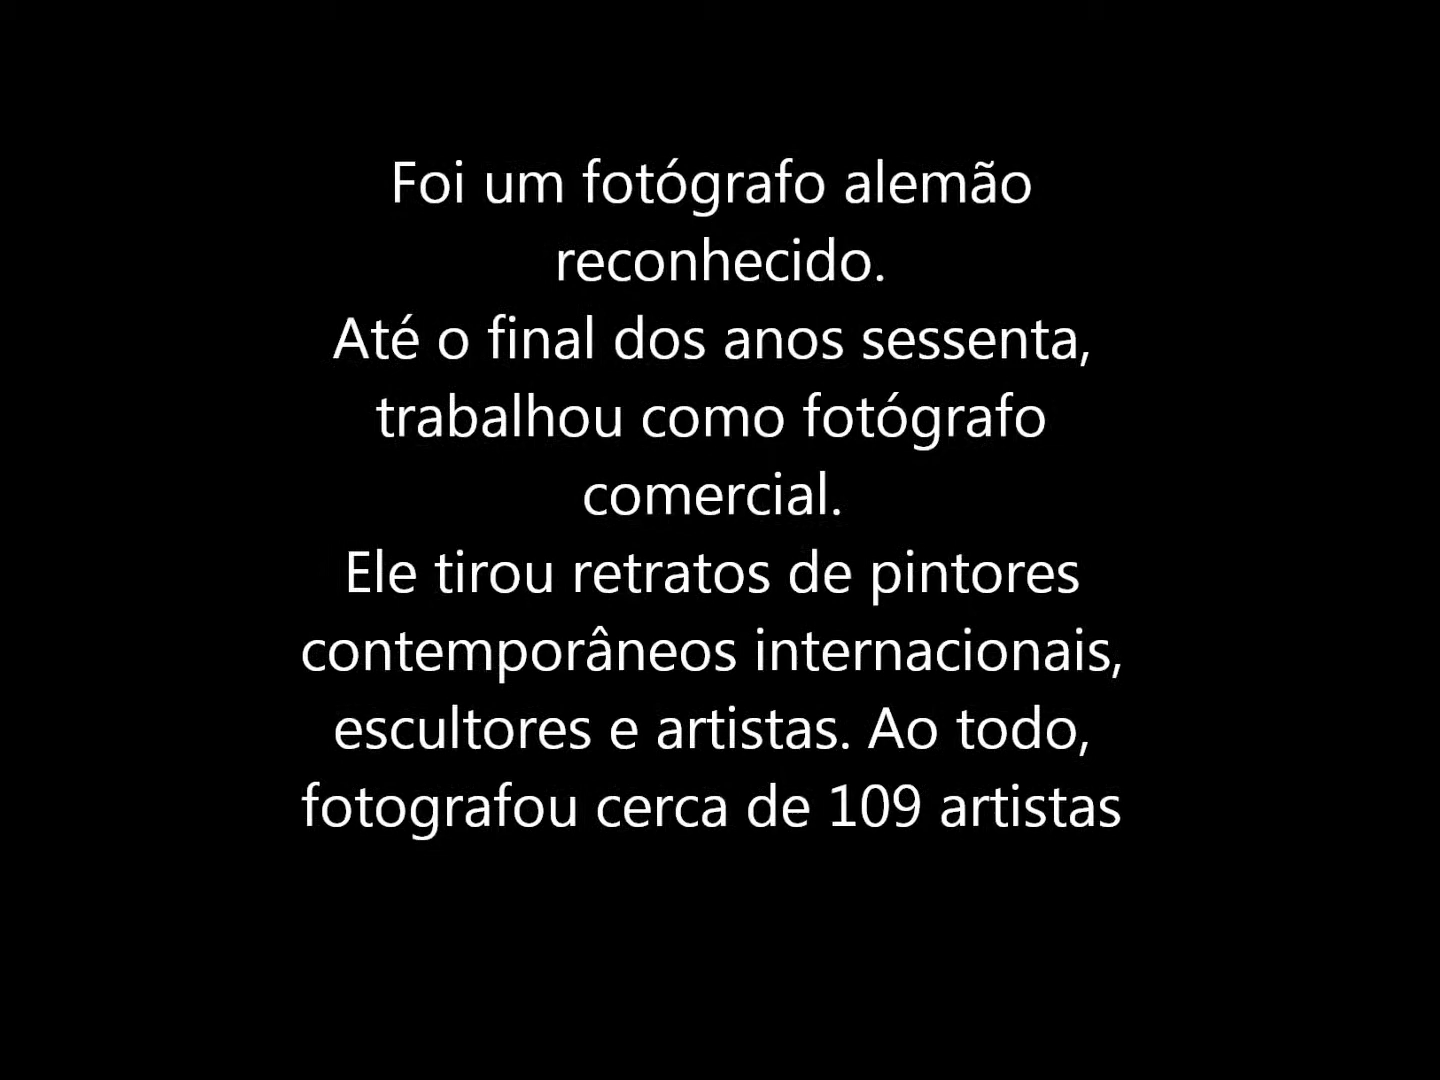 Foi um fotógrafo alemão
reconhecido.
Até o final dos anos sessenta,
trabalhou como fotógrafo
comercial.
Ele tirou retratos de pintores
contemporâneos internacionais,
escultores e artistas. Ao todo,
fotografou cerca de 109 artistas